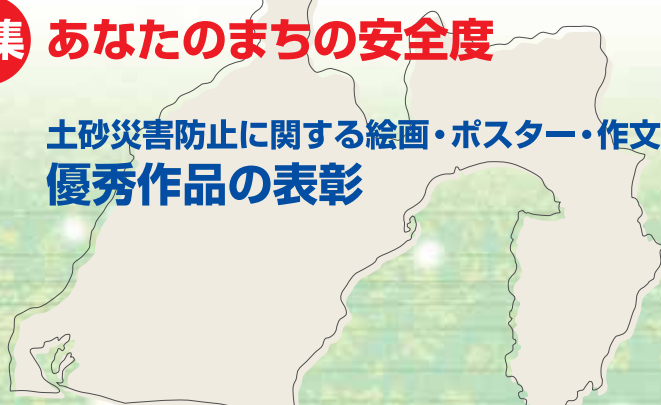 集 あなたのまちの安全度
土砂災害防止に関する絵画・ポスター・作文
優秀作品の表彰